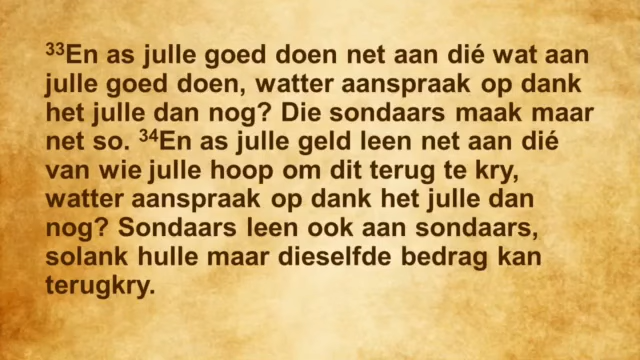 ³³En as julle goed doen net aan dié wat aan
julle goed doen, watter aanspraak op dank
het julle dan nog? Die sondaars maak maar
net so. ³⁴En as julle geld leen net aan dié
van wie julle hoop om dit terug te kry,
watter aanspraak op dank het julle dan
nog? Sondaars leen ook aan sondaars,
solank hulle maar dieselfde bedrag kan
terugkry.